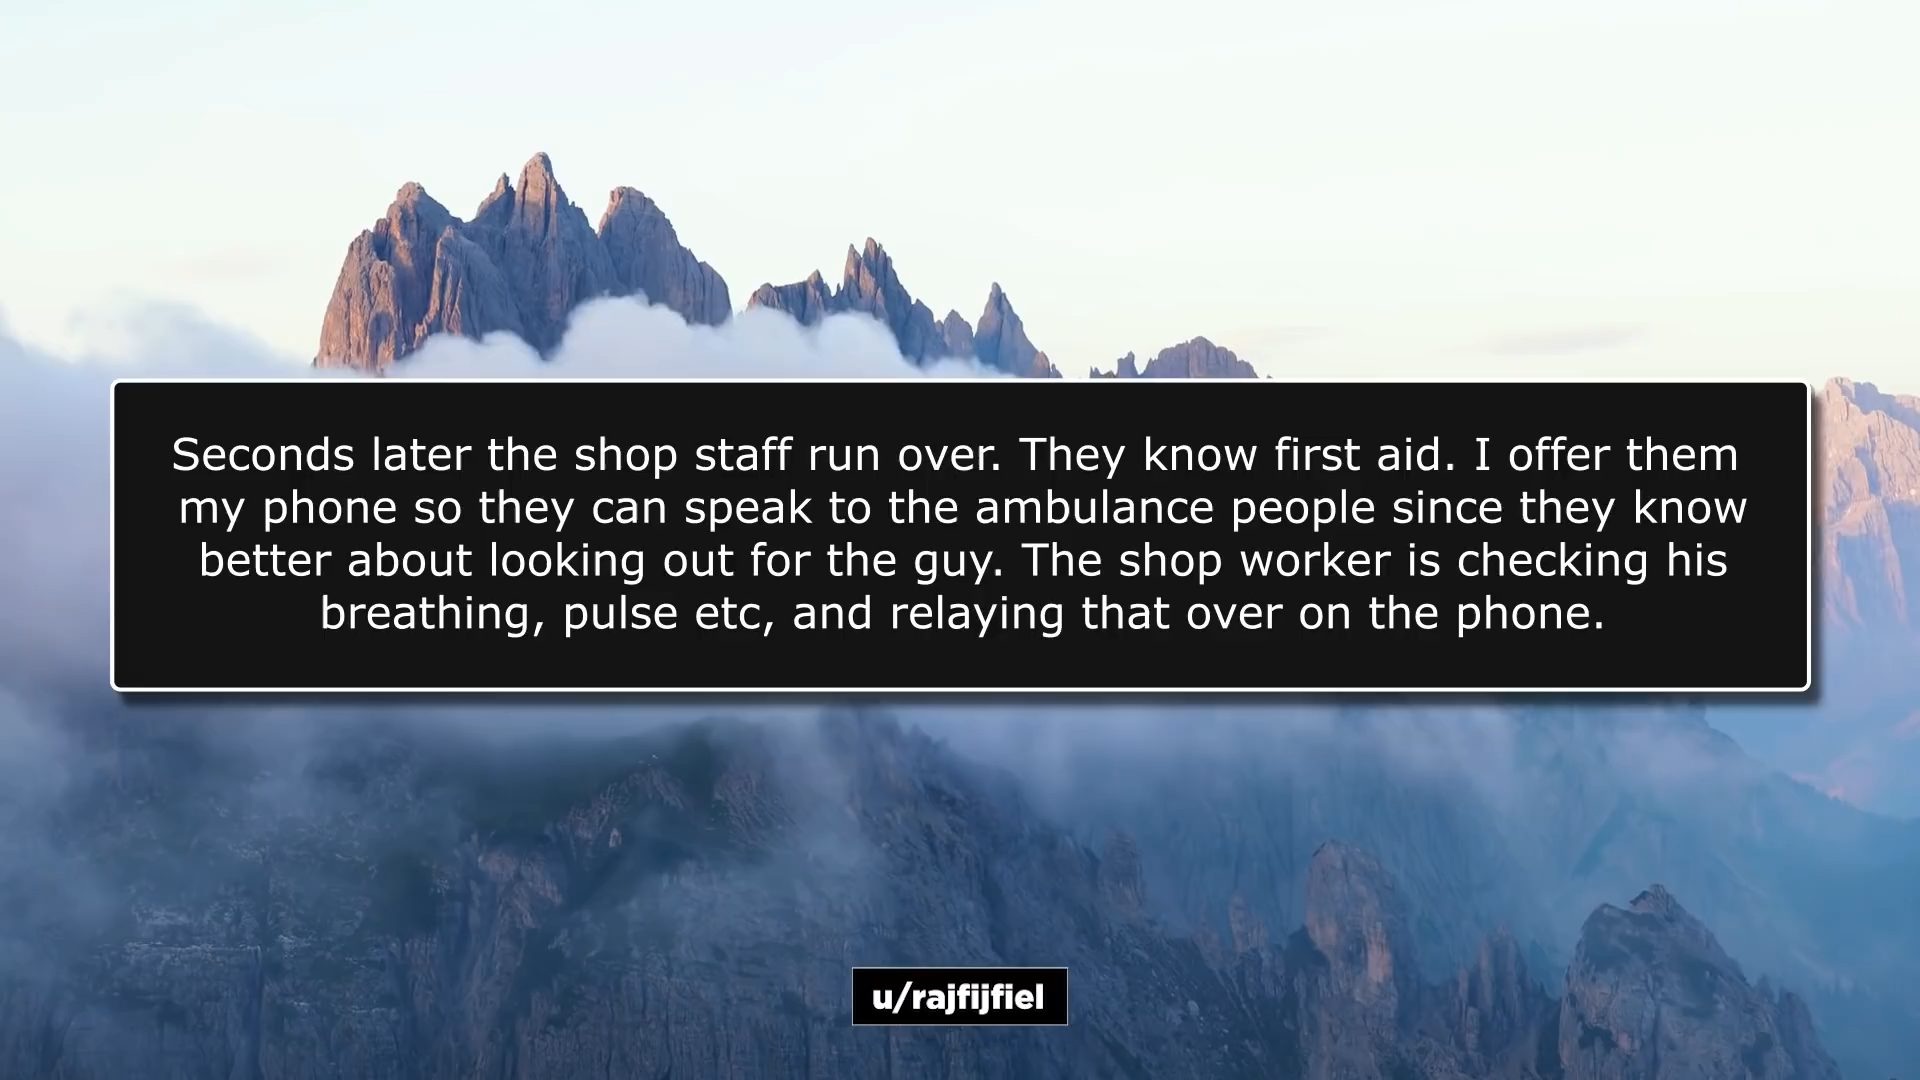 Seconds later the shop staff run over. They know first aid. I offer them
my phone so they can speak to the ambulance people since they know
better about looking out for the guy. The shop worker is checking his
breathing, pulse etc, and relaying that over on the phone.
u/rajfijfiel